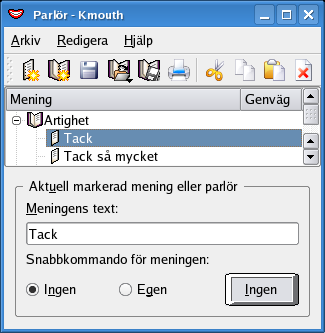 Parlör - Kmouth
Arkiv Redigera Hjälp
Mening Genväg
Artighet
Tack
Tack så mycket
Aktuell markerad mening eller parlör
Meningens text:
Tack
Snabbkommando för meningen:
Ingen Egen Ingen